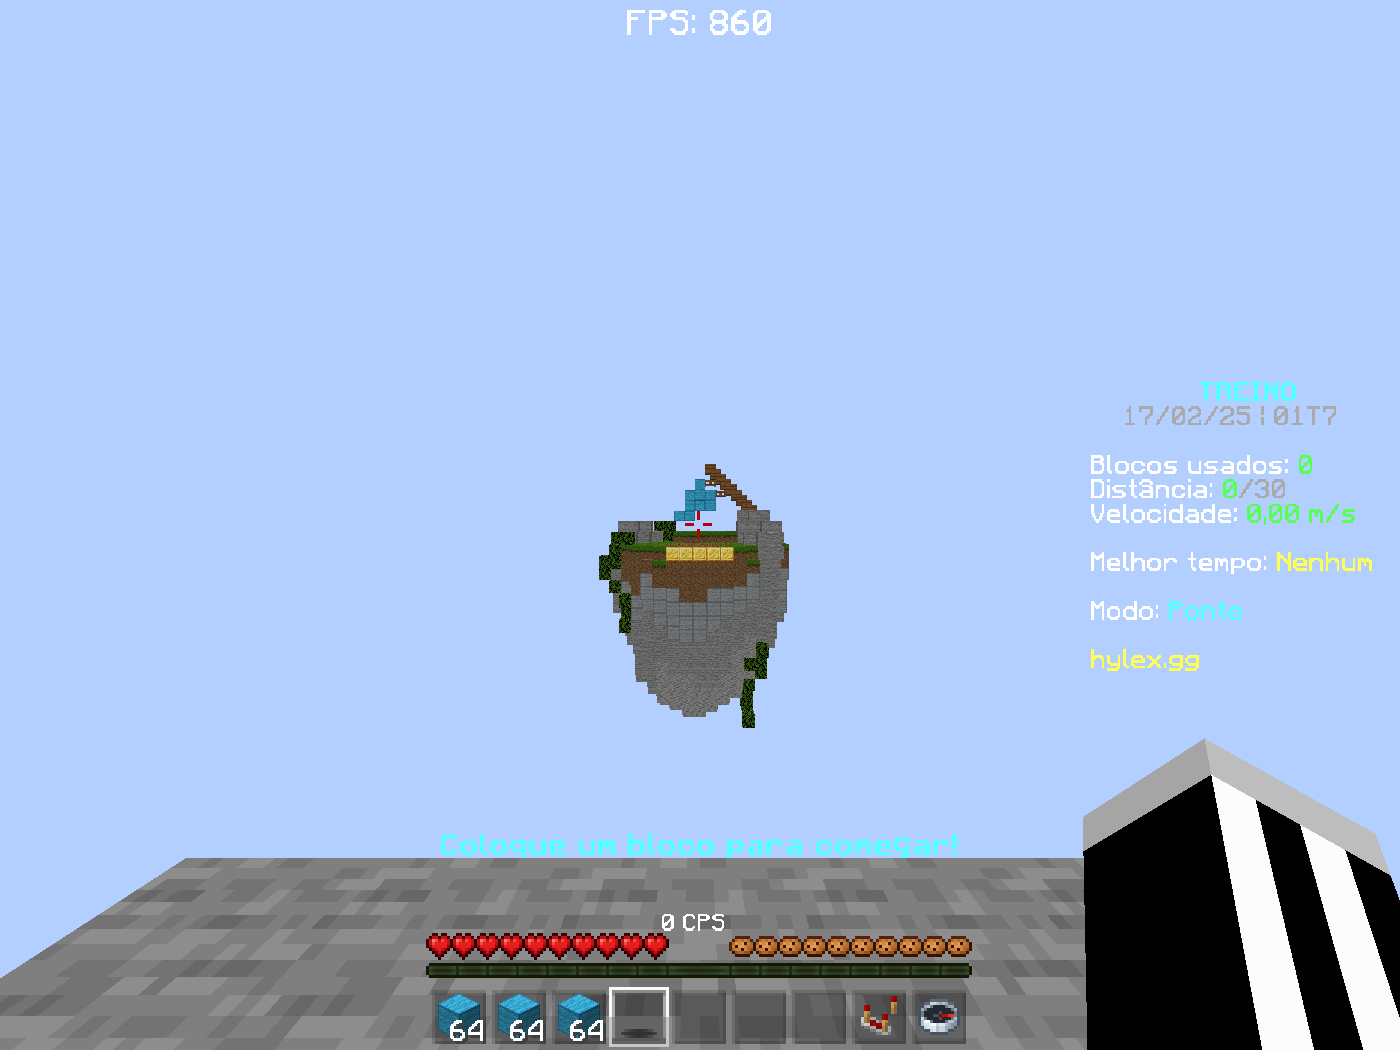 FPS: 860
TREINO
17/02/25|01T7
Blocos usados: 0
Distância: 0/30
Velocidade: 0,00 m/s
Melhor tempo: Nenhum
Modo: Ponte
hylex.gg
Coloque um bloco para começar!
0 CPS
64 64 64